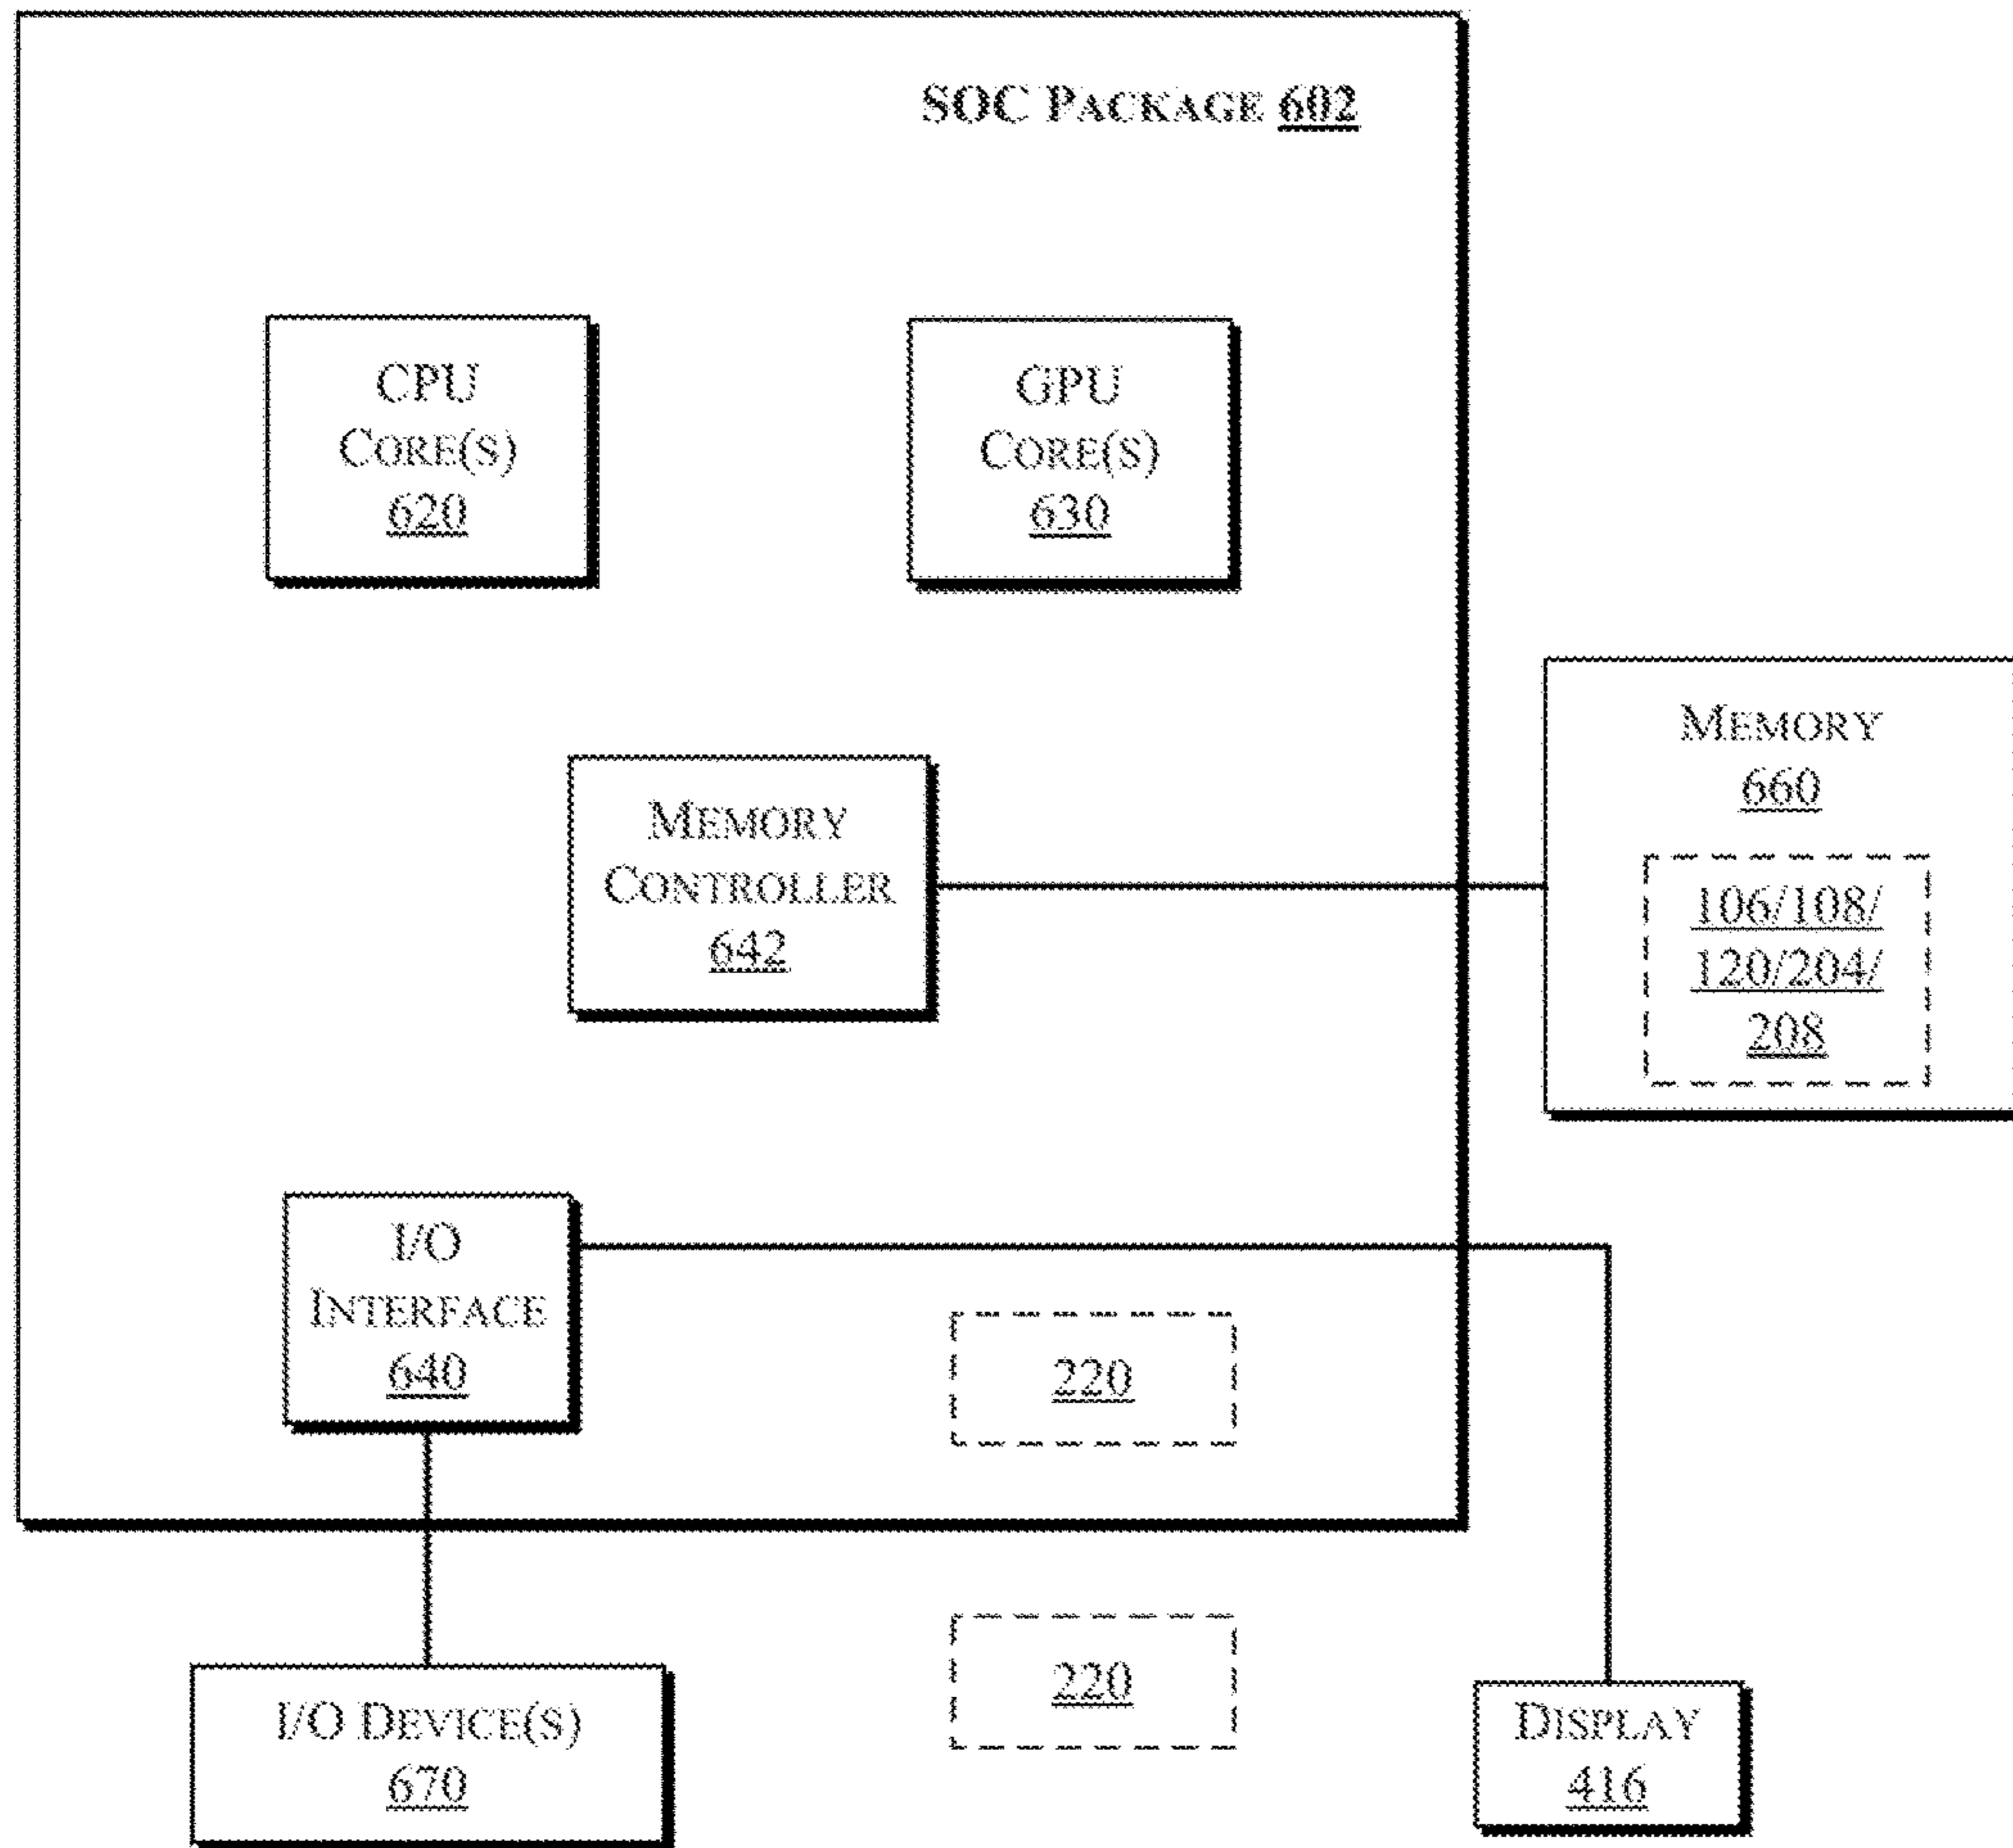 SOC PACKAGE 602
CPU
CORE(S)
620
GPU
CORE(S)
630
MEMORY
660
106/108/
120/204/
208
MEMORY
CONTROLLER
642
I/O
INTERFACE
640
220
220
I/O DEVICE(S)
670
DISPLAY
416